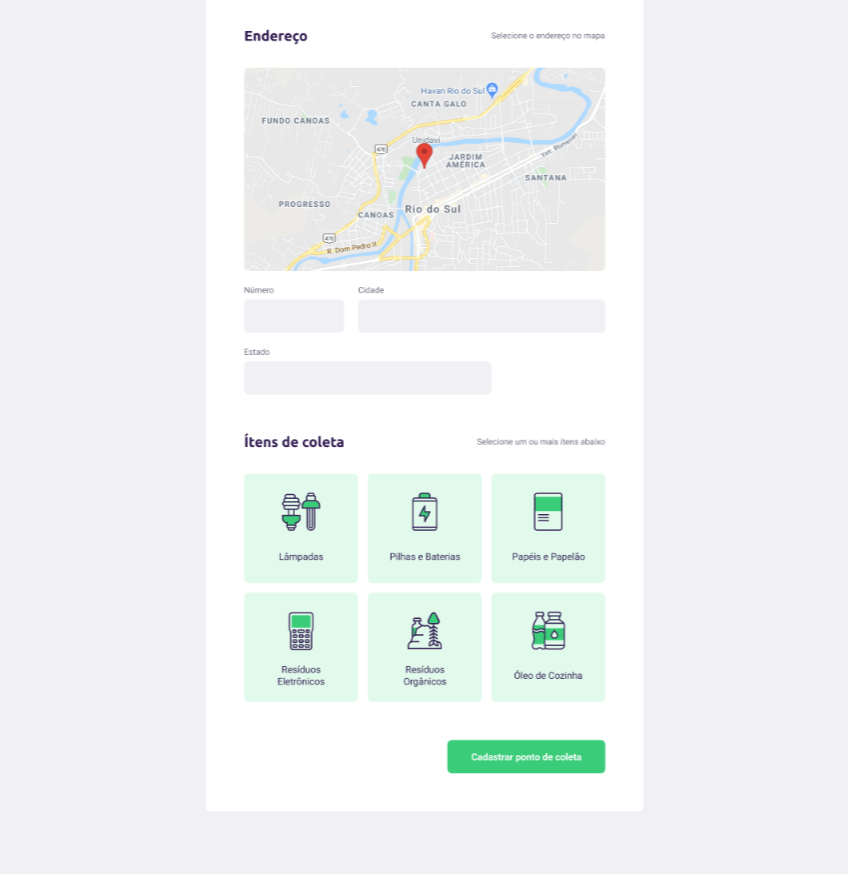 Endereço
Selecione o endereço no mapa
Havan Rio do Sul
CANTA GALO
FUNDO CANOAS
Unidavi
470
JARDIM
AMÉRICA
Estr. Blumenau
SANTANA
PROGRESSO
CANOAS
Rio do Sul
470
R. Dom Pedro II
Número
Cidade
Estado
Ítens de coleta
Selecione um ou mais ítens abaixo
Lâmpadas
Pilhas e Baterias
Papéis e Papelão
Resíduos
Eletrônicos
Resíduos
Orgânicos
Óleo de Cozinha
Cadastrar ponto de coleta